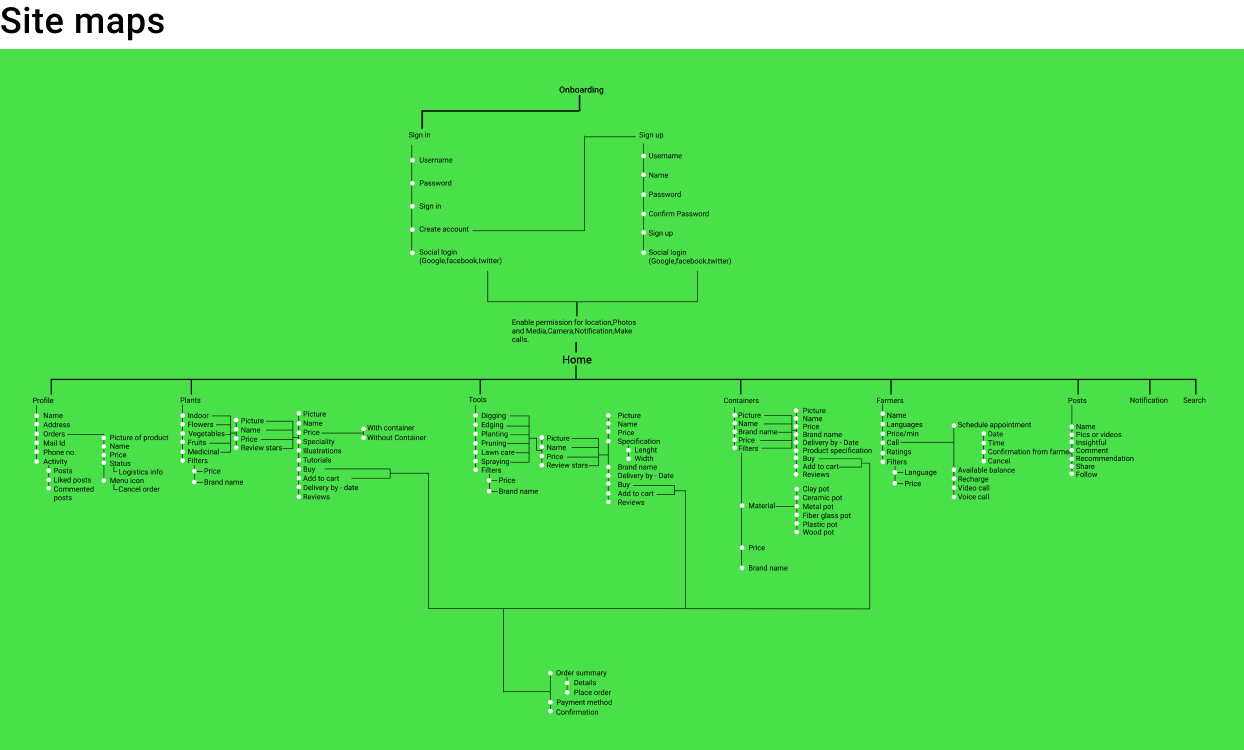 Site maps
Onboarding
Sign in
Username
Password
Sign in
Create account
Social login
(Google,facebook,twitter)
Sign up
Username
Name
Password
Confirm Password
Sign up
Social login
(Google,facebook,twitter)
Enable permission for location,Photos
and Media,Camera,Notification,Make
calls.
Home
Profile
Name
Address
Orders
Mail Id
Phone no.
Activity
Posts
Liked posts
Commented
posts
Picture of product
Name
Price
Status
Logistics info
Menu icon
Cancel order
Plants
Indoor
Flowers
Vegetables
Fruits
Medicinal
Filters
Price
Brand name
Picture
Name
Price
Review stars
Picture
Name
Price
Speciality
Illustrations
Tutorials
Buy
Add to cart
Delivery by - date
Reviews
With container
Without Container
Tools
Digging
Edging
Planting
Pruning
Lawn care
Spraying
Filters
Price
Brand name
Picture
Name
Price
Review stars
Picture
Name
Price
Specification
Lenght
Width
Brand name
Delivery by - Date
Buy
Add to cart
Reviews
Containers
Picture
Name
Brand name
Price
Filters
Material
Price
Brand name
Picture
Name
Price
Brand name
Delivery by - Date
Product specification
Buy
Add to cart
Reviews
Clay pot
Ceramic pot
Metal pot
Fiber glass pot
Plastic pot
Wood pot
Farmers
Name
Languages
Price/min
Call
Ratings
Filters
Language
Price
Schedule appointment
Date
Time
Confirmation from farme
Cancel
Available balance
Recharge
Video call
Voice call
Posts
Name
Pics or videos
Insightful
Comment
Recommendation
Share
Follow
Notification
Search
Order summary
Details
Place order
Payment method
Confirmation